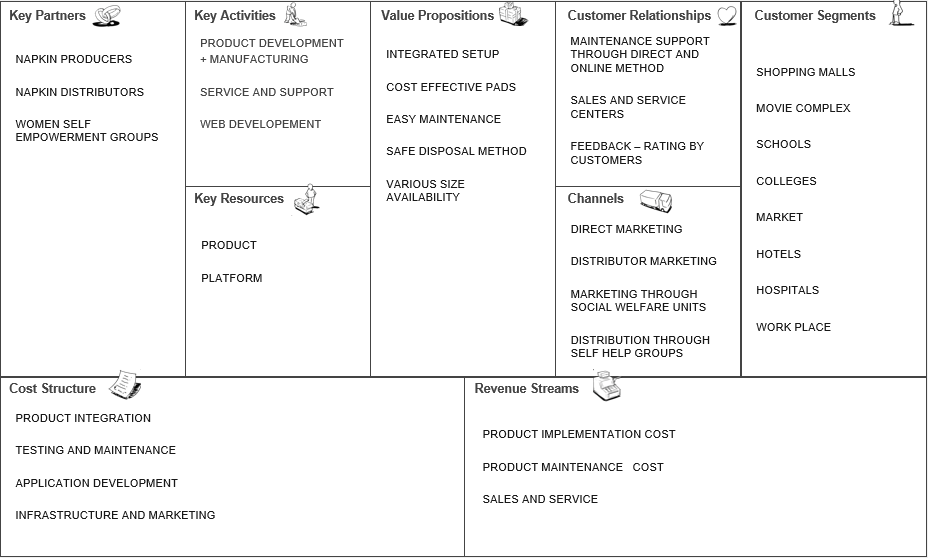 Key Partners
NAPKIN PRODUCERS
NAPKIN DISTRIBUTORS
WOMEN SELF
EMPOWERMENT GROUPS
Key Activities
PRODUCT DEVELOPMENT
+ MANUFACTURING
SERVICE AND SUPPORT
WEB DEVELOPEMENT
Key Resources
PRODUCT
PLATFORM
Value Propositions
INTEGRATED SETUP
COST EFFECTIVE PADS
EASY MAINTENANCE
SAFE DISPOSAL METHOD
VARIOUS SIZE
AVAILABILITY
Customer Relationships
MAINTENANCE SUPPORT
THROUGH DIRECT AND
ONLINE METHOD
SALES AND SERVICE
CENTERS
FEEDBACK – RATING BY
CUSTOMERS
Channels
DIRECT MARKETING
DISTRIBUTOR MARKETING
MARKETING THROUGH
SOCIAL WELFARE UNITS
DISTRIBUTION THROUGH
SELF HELP GROUPS
Customer Segments
SHOPPING MALLS
MOVIE COMPLEX
SCHOOLS
COLLEGES
MARKET
HOTELS
HOSPITALS
WORK PLACE
Cost Structure
PRODUCT INTEGRATION
TESTING AND MAINTENANCE
APPLICATION DEVELOPMENT
INFRASTRUCTURE AND MARKETING
Revenue Streams
PRODUCT IMPLEMENTATION COST
PRODUCT MAINTENANCE COST
SALES AND SERVICE